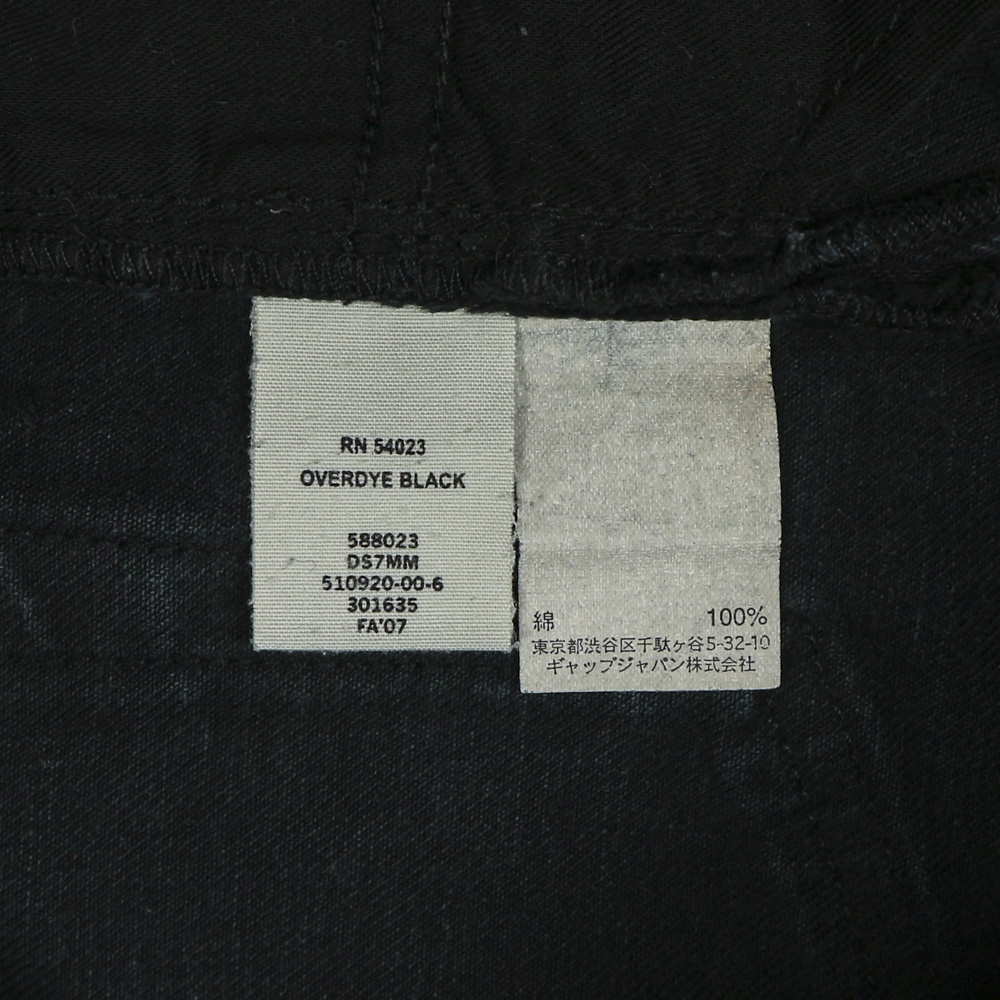 RN 54023
OVERDYE BLACK
588023
DS7MM
510920-00-6
301635
FA'07
綿 100%
東京都渋谷区千駄ヶ谷5-32-10
ギャップジャパン株式会社